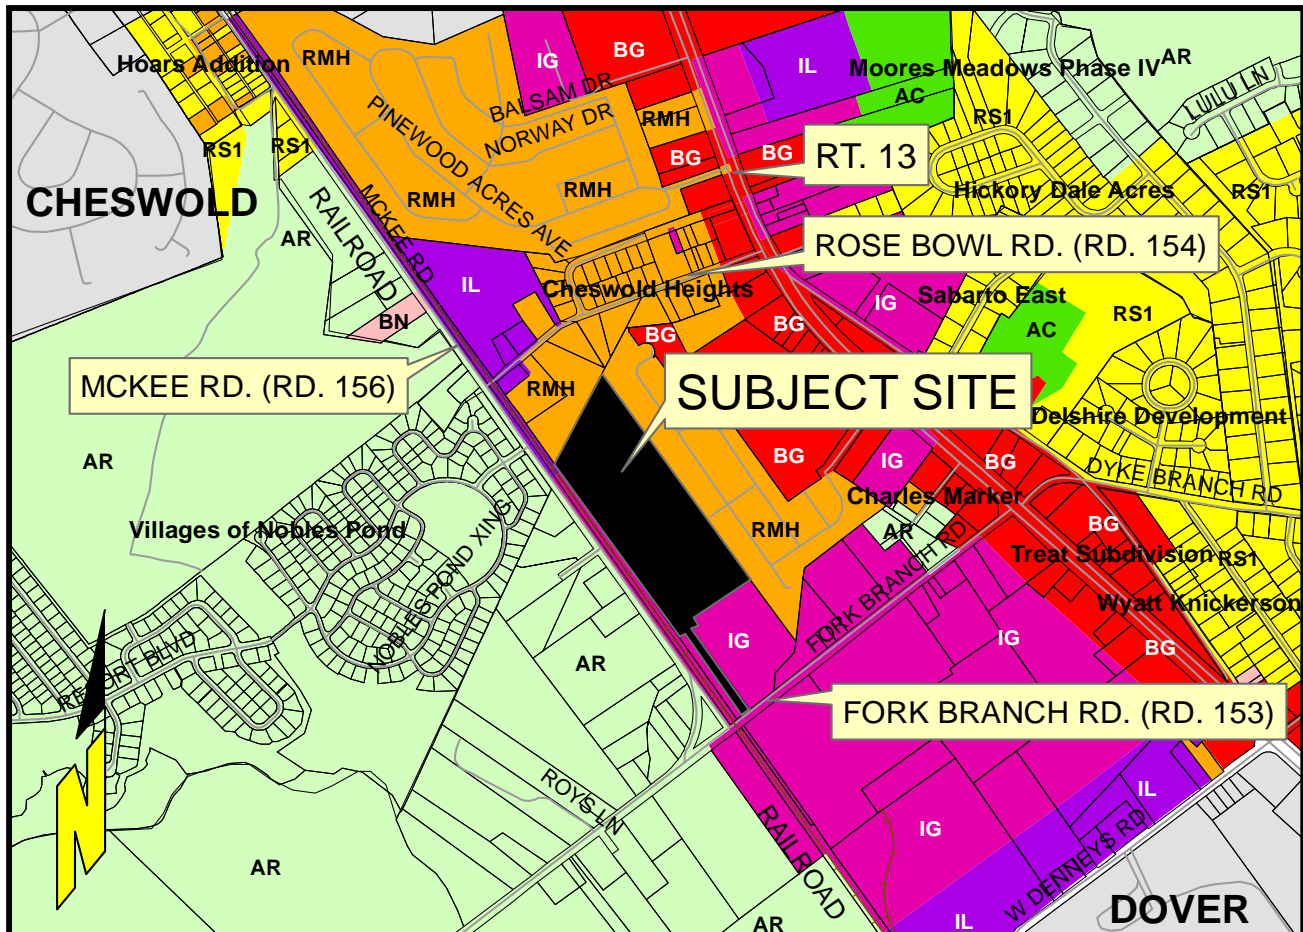 Hoars Addition
RMH
IG
BG
IL
Moores Meadows Phase IV
AR
BALSAM DR
AC
LULU LN
PINEWOOD ACRES AVE
NORWAY DR
RMH
RS1
RS1
RS1
BG
BG
RT. 13
CHESWOLD
RMH
RMH
Hickory Dale Acres
RS1
RAILROAD
MCKEE RD
AR
ROSE BOWL RD. (RD. 154)
IL
Cheswold Heights
IG
Sabarto East
RS1
BN
BG
BG
AC
MCKEE RD. (RD. 156)
RMH
SUBJECT SITE
Delshire Development
AR
BG
IG
BG
DYKE BRANCH RD
Charles Marker
Villages of Nobles Pond
NOBLES POND XING
RMH
AR
BG
Treat Subdivision
RS1
FORK BRANCH RD
Wyatt Knickerson
RESORT BLVD
AR
IG
IG
BG
FORK BRANCH RD. (RD. 153)
N
ROYS LN
RAILROAD
IL
IG
AR
W DENNEYS RD
AR
IL
DOVER